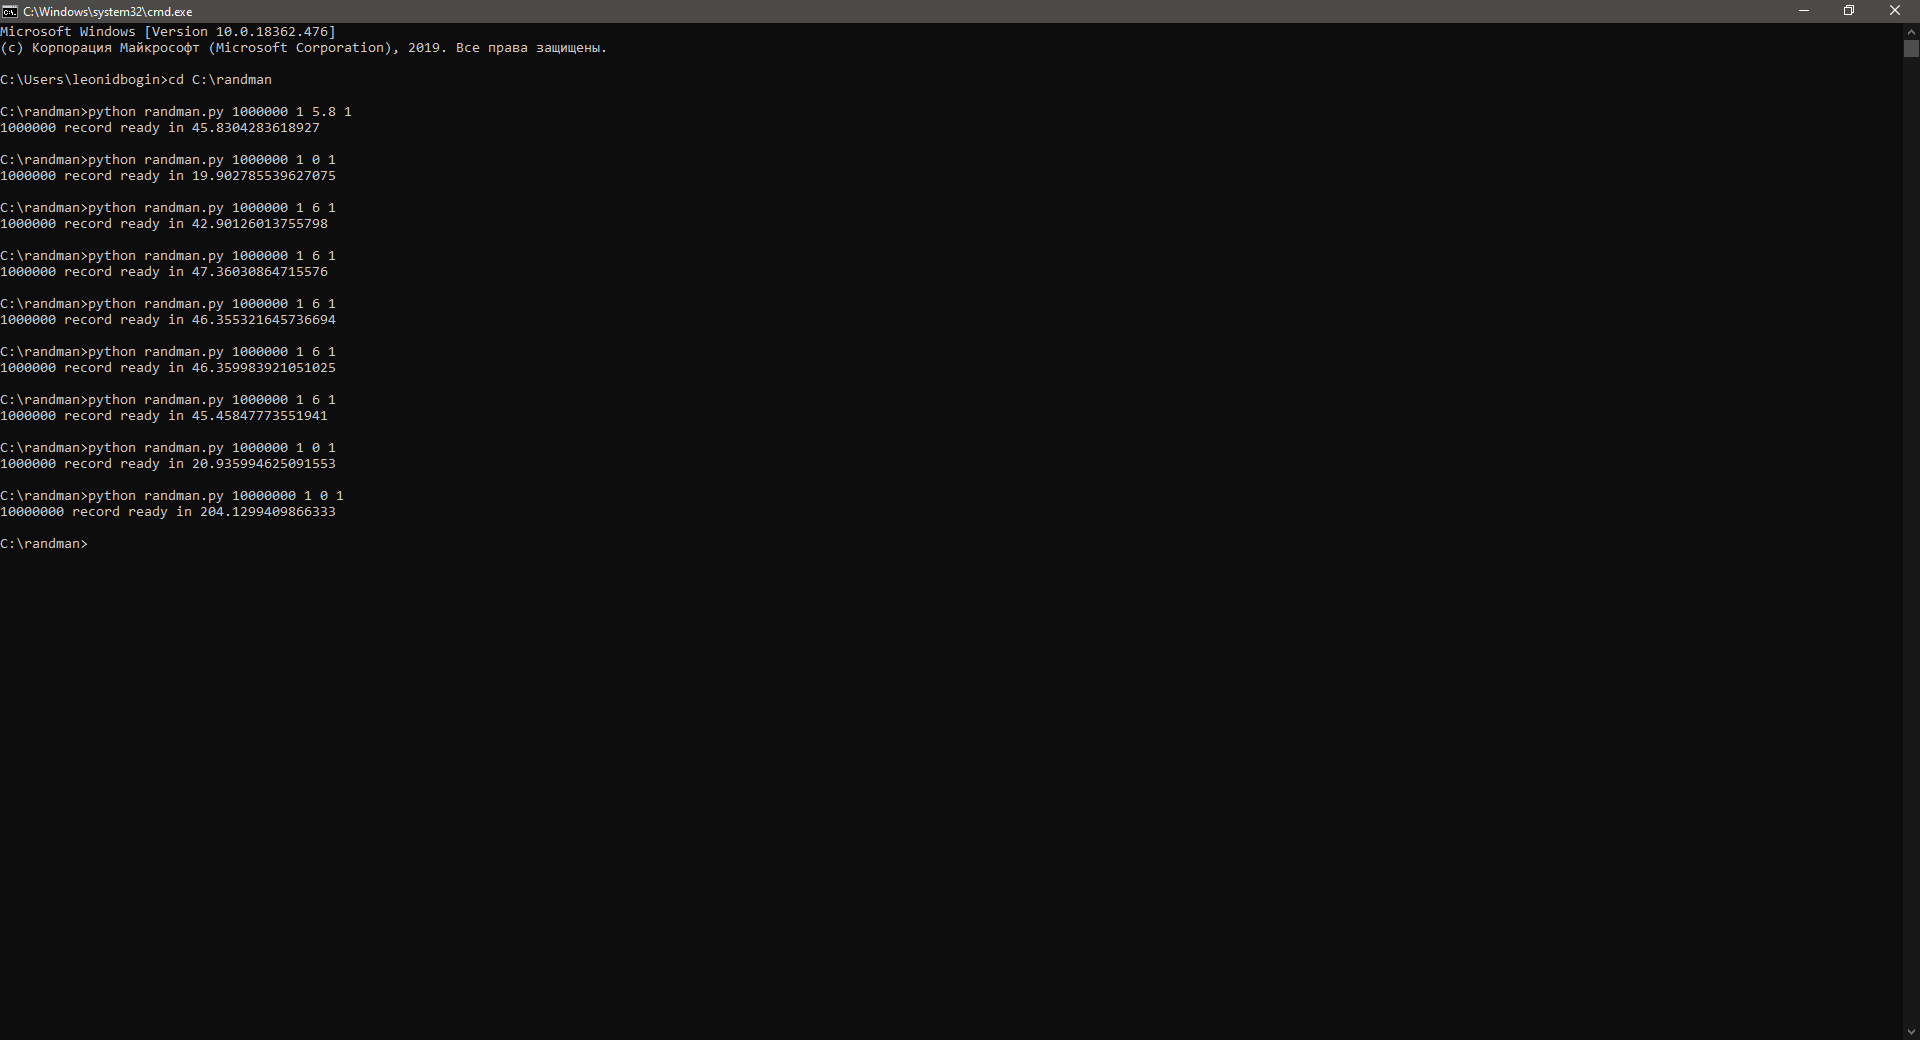 C:\Windows\system32\cmd.exe
Microsoft Windows [Version 10.0.18362.476]
(c) Корпорация Майкрософт (Microsoft Corporation), 2019. Все права защищены.
C:\Users\leonidbogin>cd C:\randman
C:\randman>python randman.py 1000000 1 5.8 1
1000000 record ready in 45.8304283618927
C:\randman>python randman.py 1000000 1 0 1
1000000 record ready in 19.902785539627075
C:\randman>python randman.py 1000000 1 6 1
1000000 record ready in 42.90126013755798
C:\randman>python randman.py 1000000 1 6 1
1000000 record ready in 47.36030864715576
C:\randman>python randman.py 1000000 1 6 1
1000000 record ready in 46.355321645736694
C:\randman>python randman.py 1000000 1 6 1
1000000 record ready in 46.359983921051025
C:\randman>python randman.py 1000000 1 6 1
1000000 record ready in 45.45847773551941
C:\randman>python randman.py 1000000 1 0 1
1000000 record ready in 20.935994625091553
C:\randman>python randman.py 10000000 1 0 1
10000000 record ready in 204.1299409866333
C:\randman>